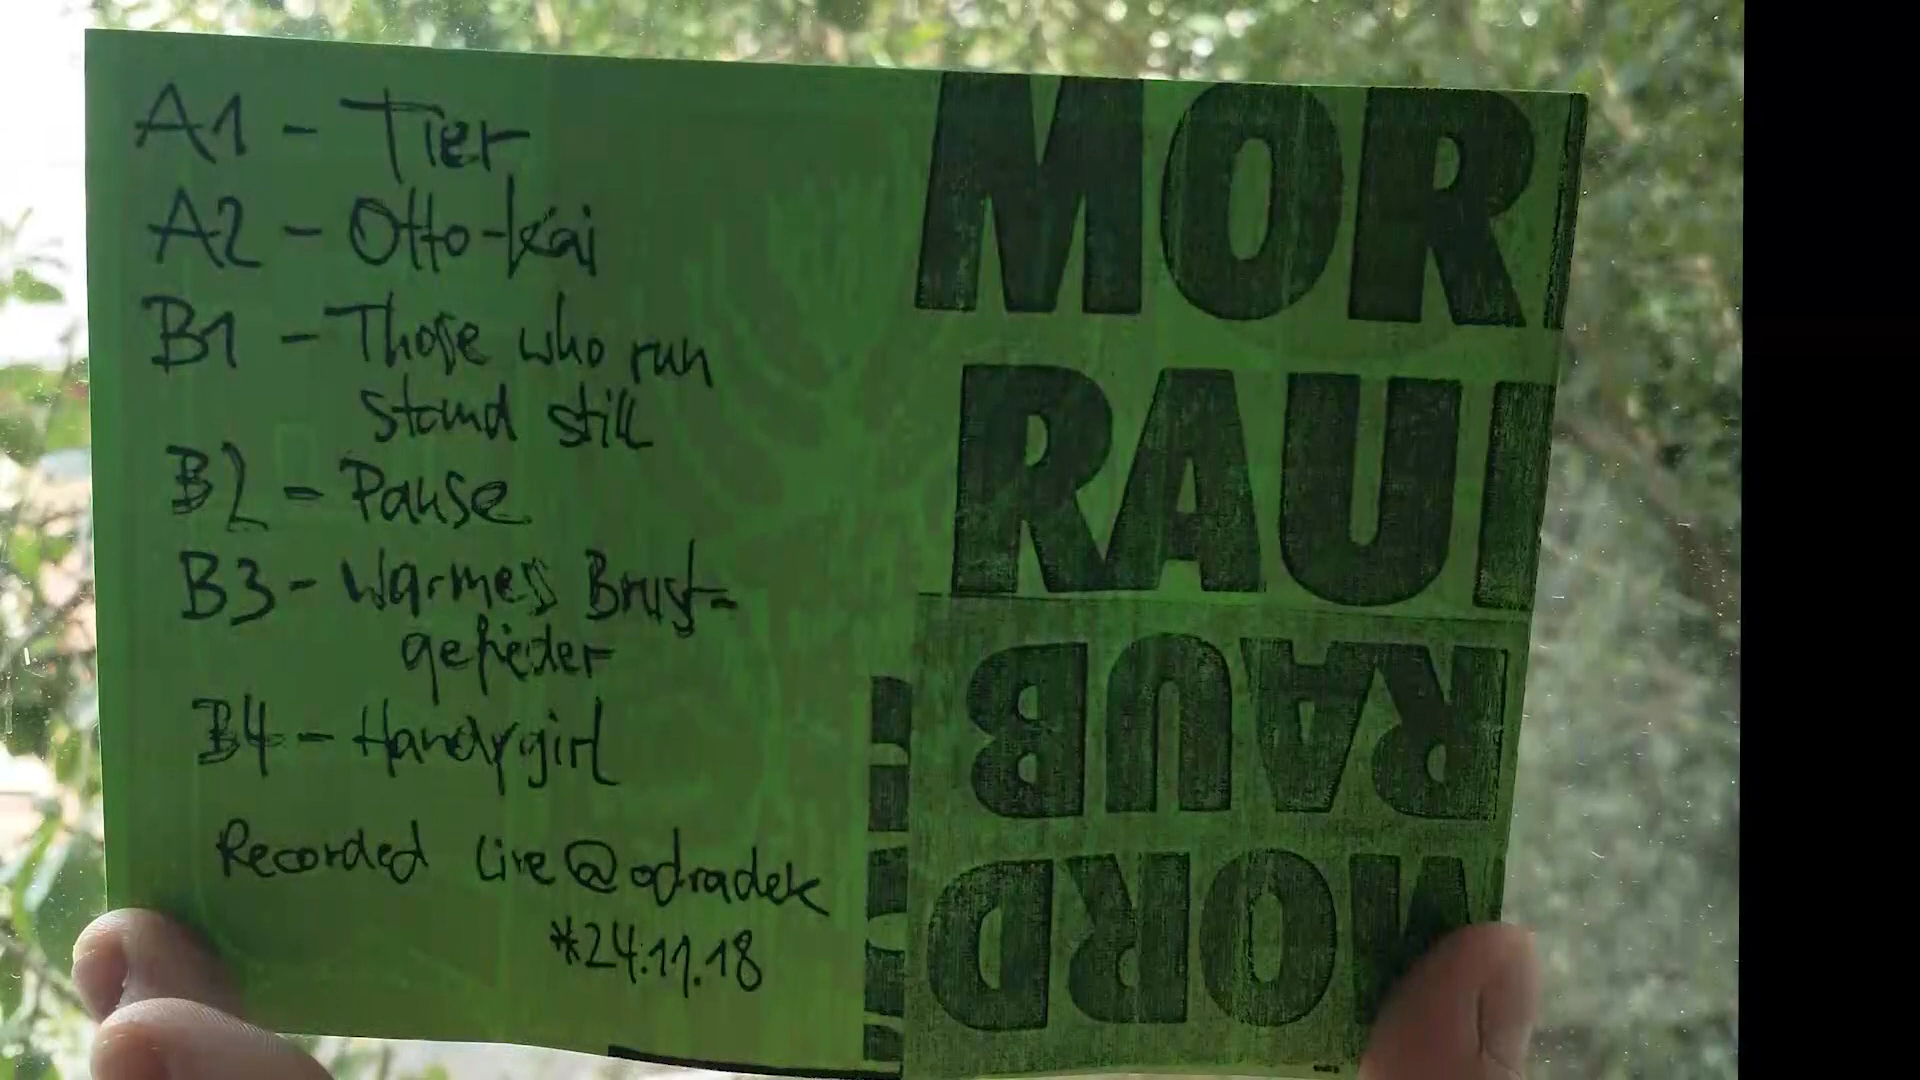 A1 - Tier
A2 - Otto-kai
B1 - Those who run
stand still
B2 - Pause
B3 - Warmes Brust-
gefieder
B4 - Handygirl
Recorded live@odradek
*24.11.18
MOR
RAU
RAUB
MORD